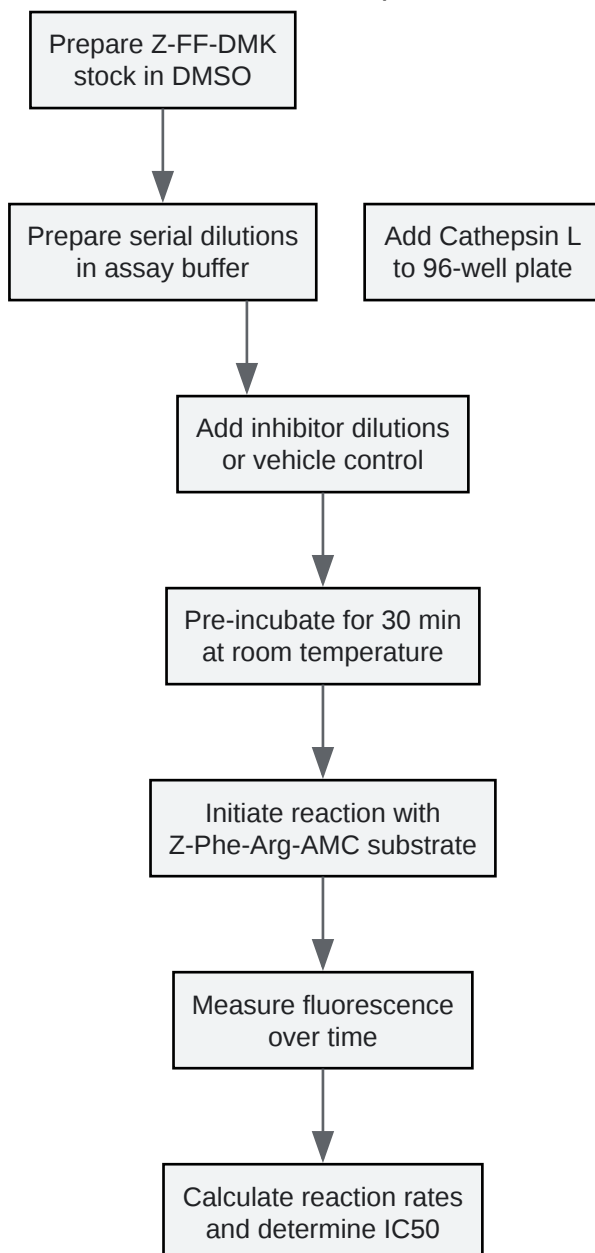 Prepare Z-FF-DMK
stock in DMSO
Prepare serial dilutions
in assay buffer
Add Cathepsin L
to 96-well plate
Add inhibitor dilutions
or vehicle control
Pre-incubate for 30 min
at room temperature
Initiate reaction with
Z-Phe-Arg-AMC substrate
Measure fluorescence
over time
Calculate reaction rates
and determine IC50